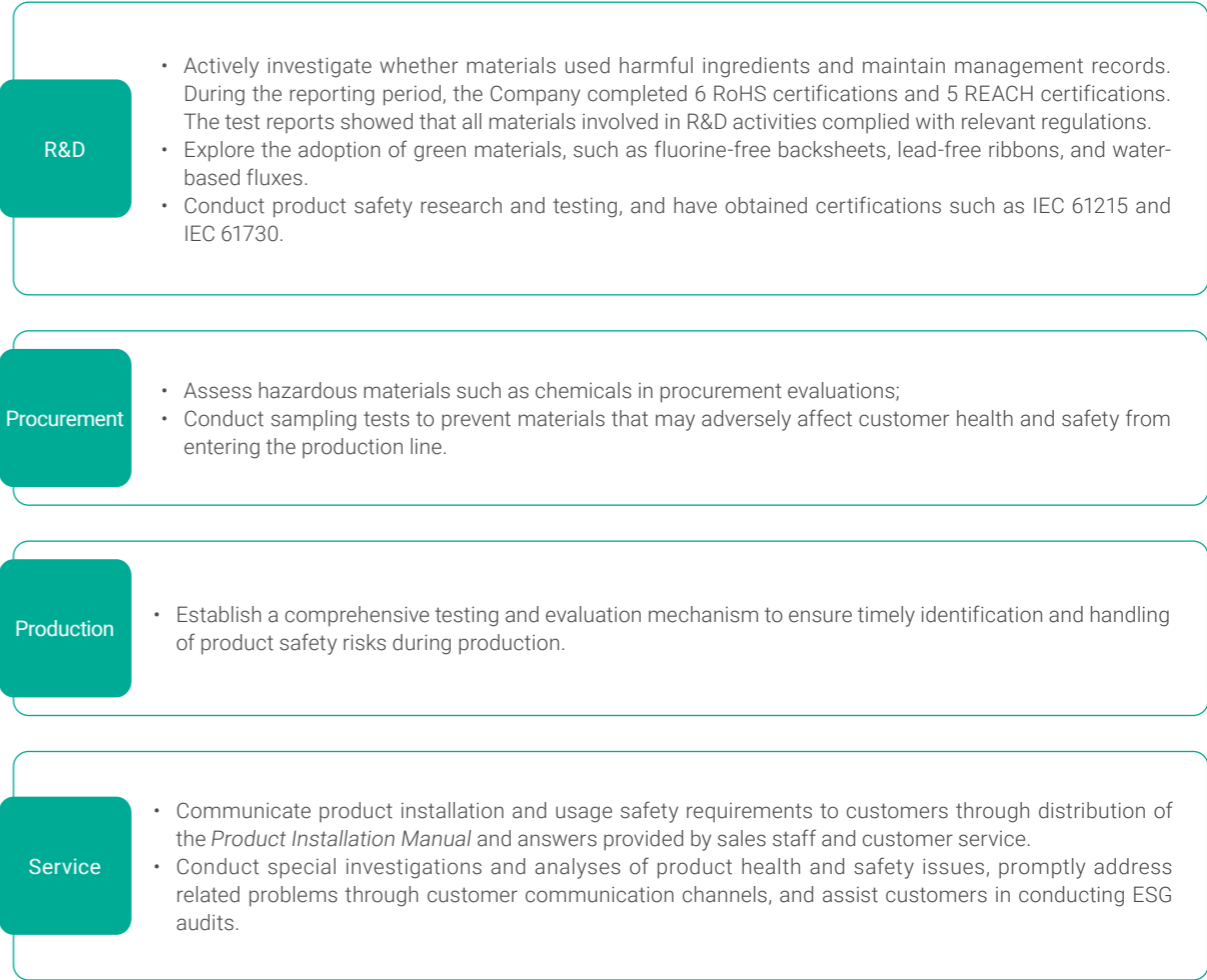 R&D
• Actively investigate whether materials used harmful ingredients and maintain management records.
During the reporting period, the Company completed 6 RoHS certifications and 5 REACH certifications.
The test reports showed that all materials involved in R&D activities complied with relevant regulations.
• Explore the adoption of green materials, such as fluorine-free backsheets, lead-free ribbons, and water-
based fluxes.
• Conduct product safety research and testing, and have obtained certifications such as IEC 61215 and
IEC 61730.
Procurement
• Assess hazardous materials such as chemicals in procurement evaluations;
• Conduct sampling tests to prevent materials that may adversely affect customer health and safety from
entering the production line.
Production
• Establish a comprehensive testing and evaluation mechanism to ensure timely identification and handling
of product safety risks during production.
Service
• Communicate product installation and usage safety requirements to customers through distribution of
the Product Installation Manual and answers provided by sales staff and customer service.
• Conduct special investigations and analyses of product health and safety issues, promptly address
related problems through customer communication channels, and assist customers in conducting ESG
audits.